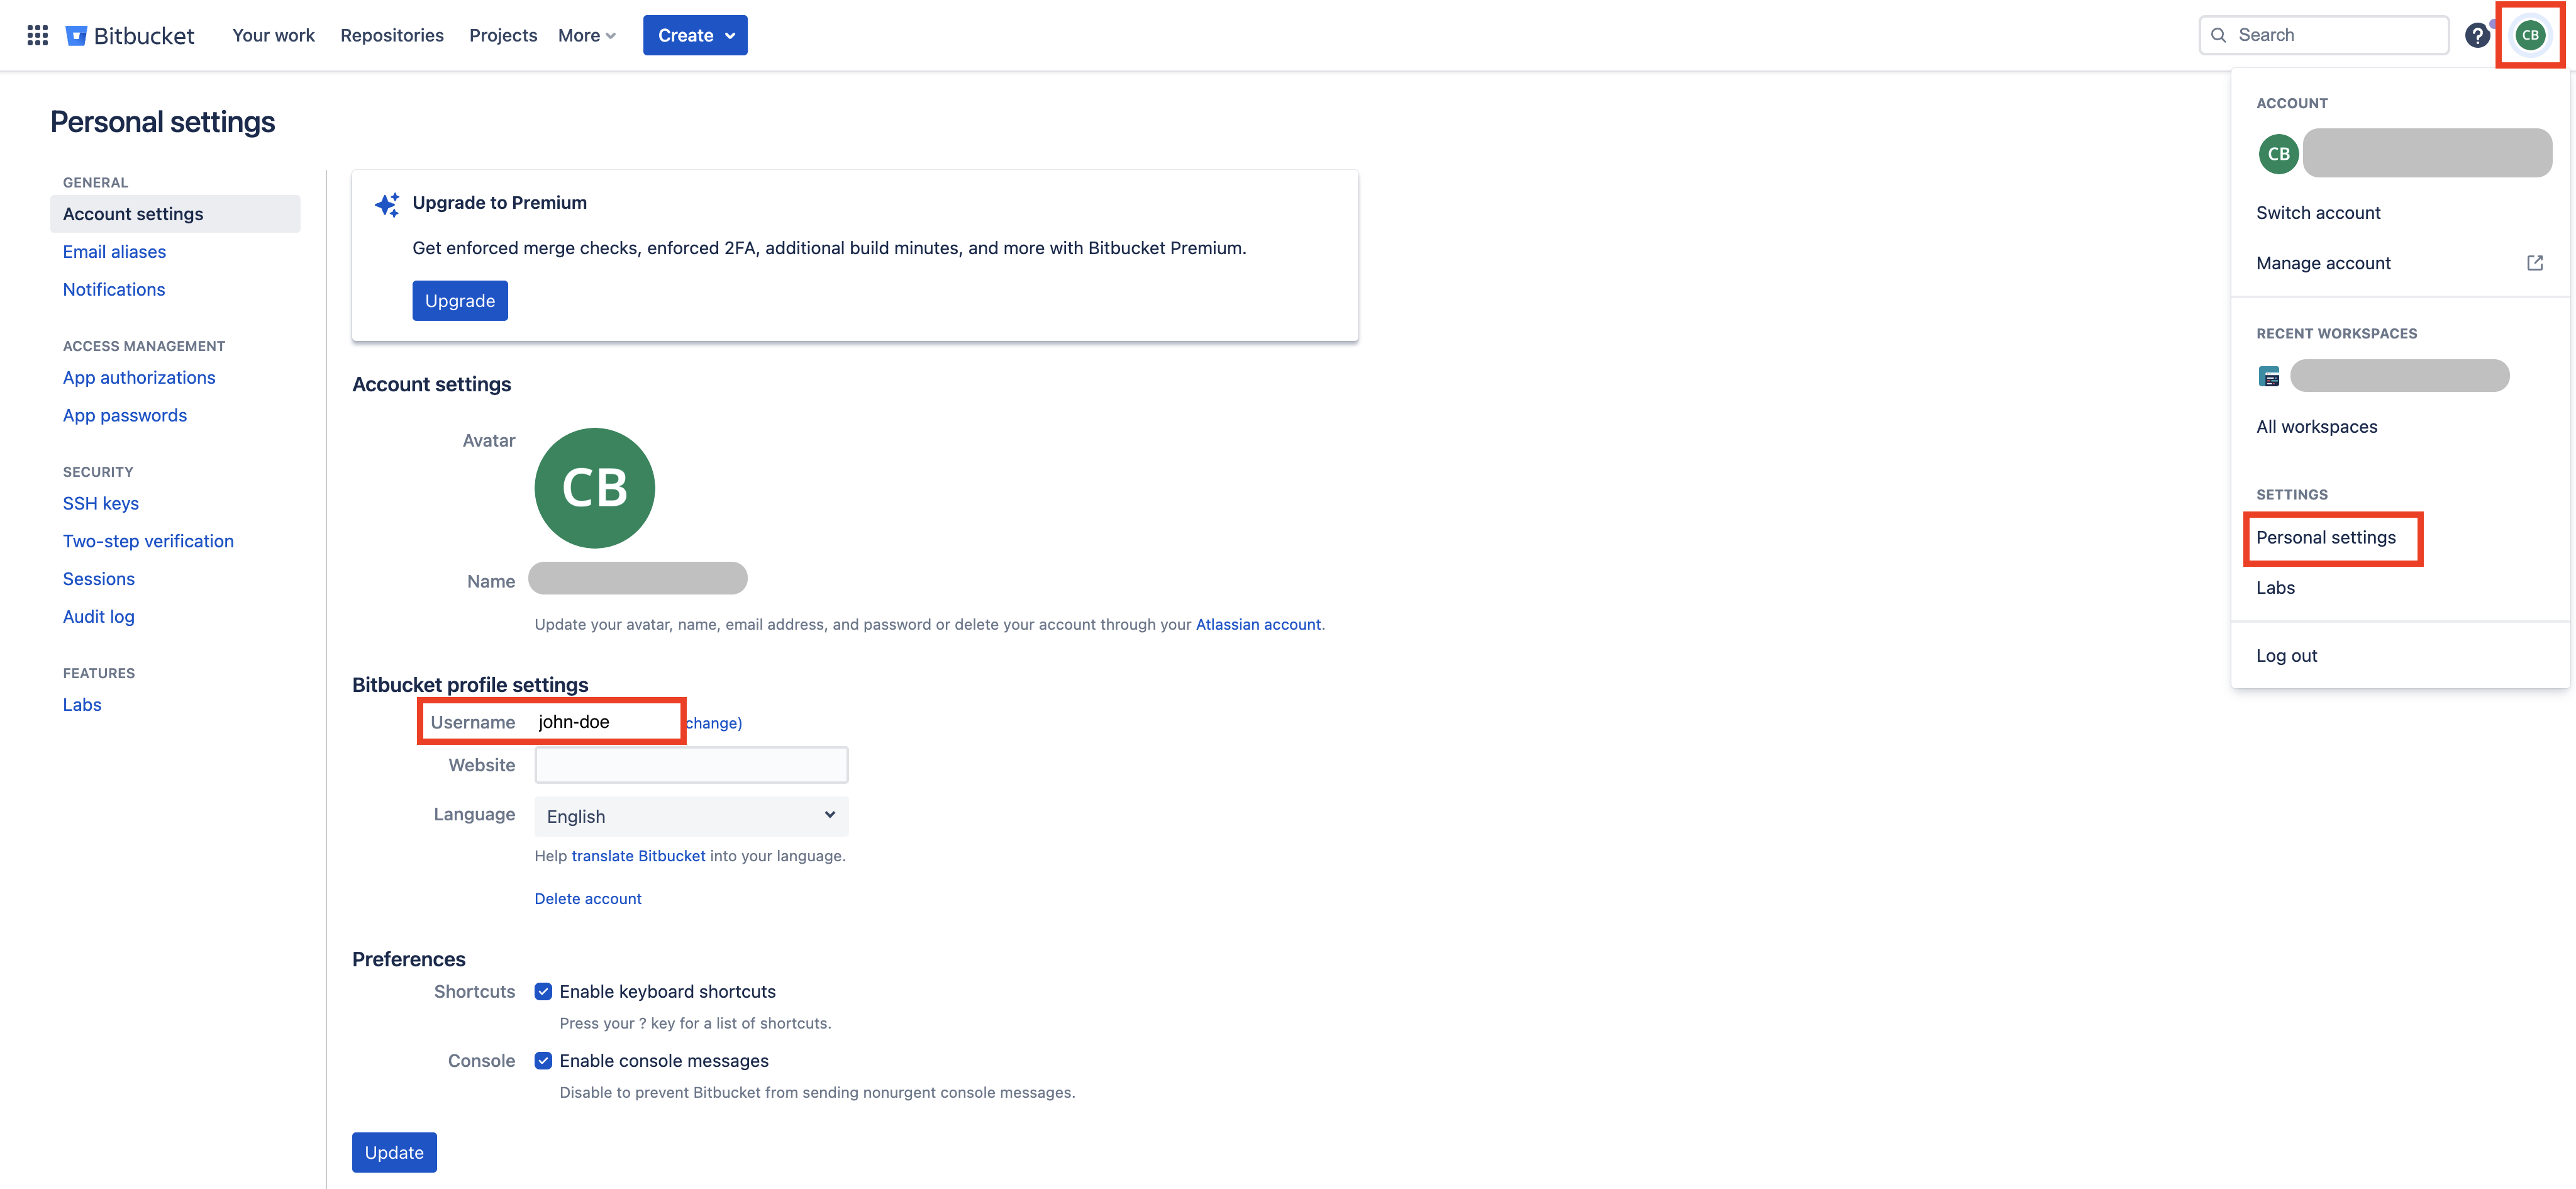 Bitbucket Your work Repositories Projects More Create Search ? CB
Personal settings
GENERAL
Account settings
Email aliases
Notifications
ACCESS MANAGEMENT
App authorizations
App passwords
SECURITY
SSH keys
Two-step verification
Sessions
Audit log
FEATURES
Labs
Upgrade to Premium
Get enforced merge checks, enforced 2FA, additional build minutes, and more with Bitbucket Premium.
Upgrade
Account settings
Avatar CB
Name
Update your avatar, name, email address, and password or delete your account through your Atlassian account.
Bitbucket profile settings
Username john-doe change)
Website
Language English
Help translate Bitbucket into your language.
Delete account
Preferences
Shortcuts Enable keyboard shortcuts
Press your ? key for a list of shortcuts.
Console Enable console messages
Disable to prevent Bitbucket from sending nonurgent console messages.
Update
ACCOUNT
CB
Switch account
Manage account
RECENT WORKSPACES
All workspaces
SETTINGS
Personal settings
Labs
Log out